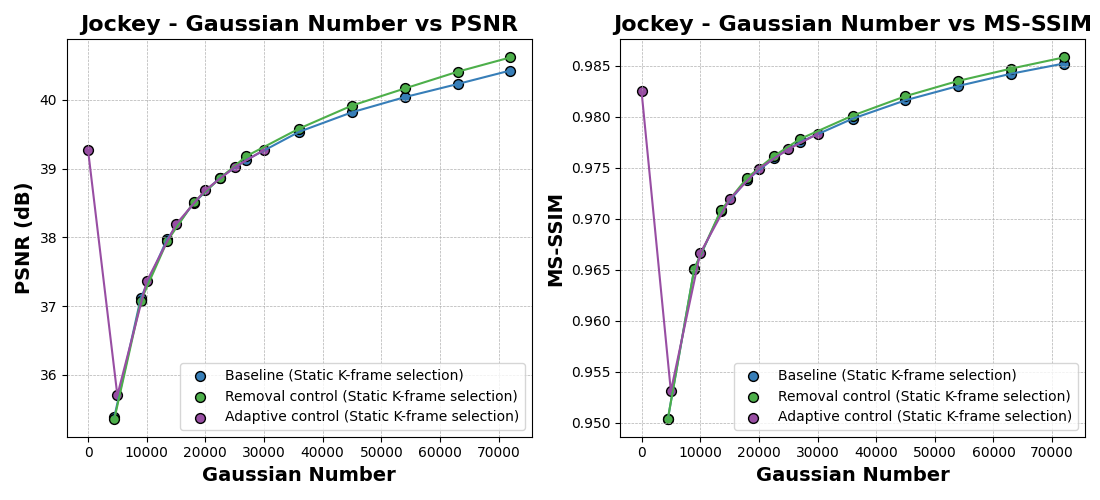 Jockey - Gaussian Number vs PSNR
PSNR (dB)
40
39
38
37
36
0 10000 20000 30000 40000 50000 60000 70000
Gaussian Number
Baseline (Static K-frame selection)
Removal control (Static K-frame selection)
Adaptive control (Static K-frame selection)
Jockey - Gaussian Number vs MS-SSIM
MS-SSIM
0.985
0.980
0.975
0.970
0.965
0.960
0.955
0.950
0 10000 20000 30000 40000 50000 60000 70000
Gaussian Number
Baseline (Static K-frame selection)
Removal control (Static K-frame selection)
Adaptive control (Static K-frame selection)